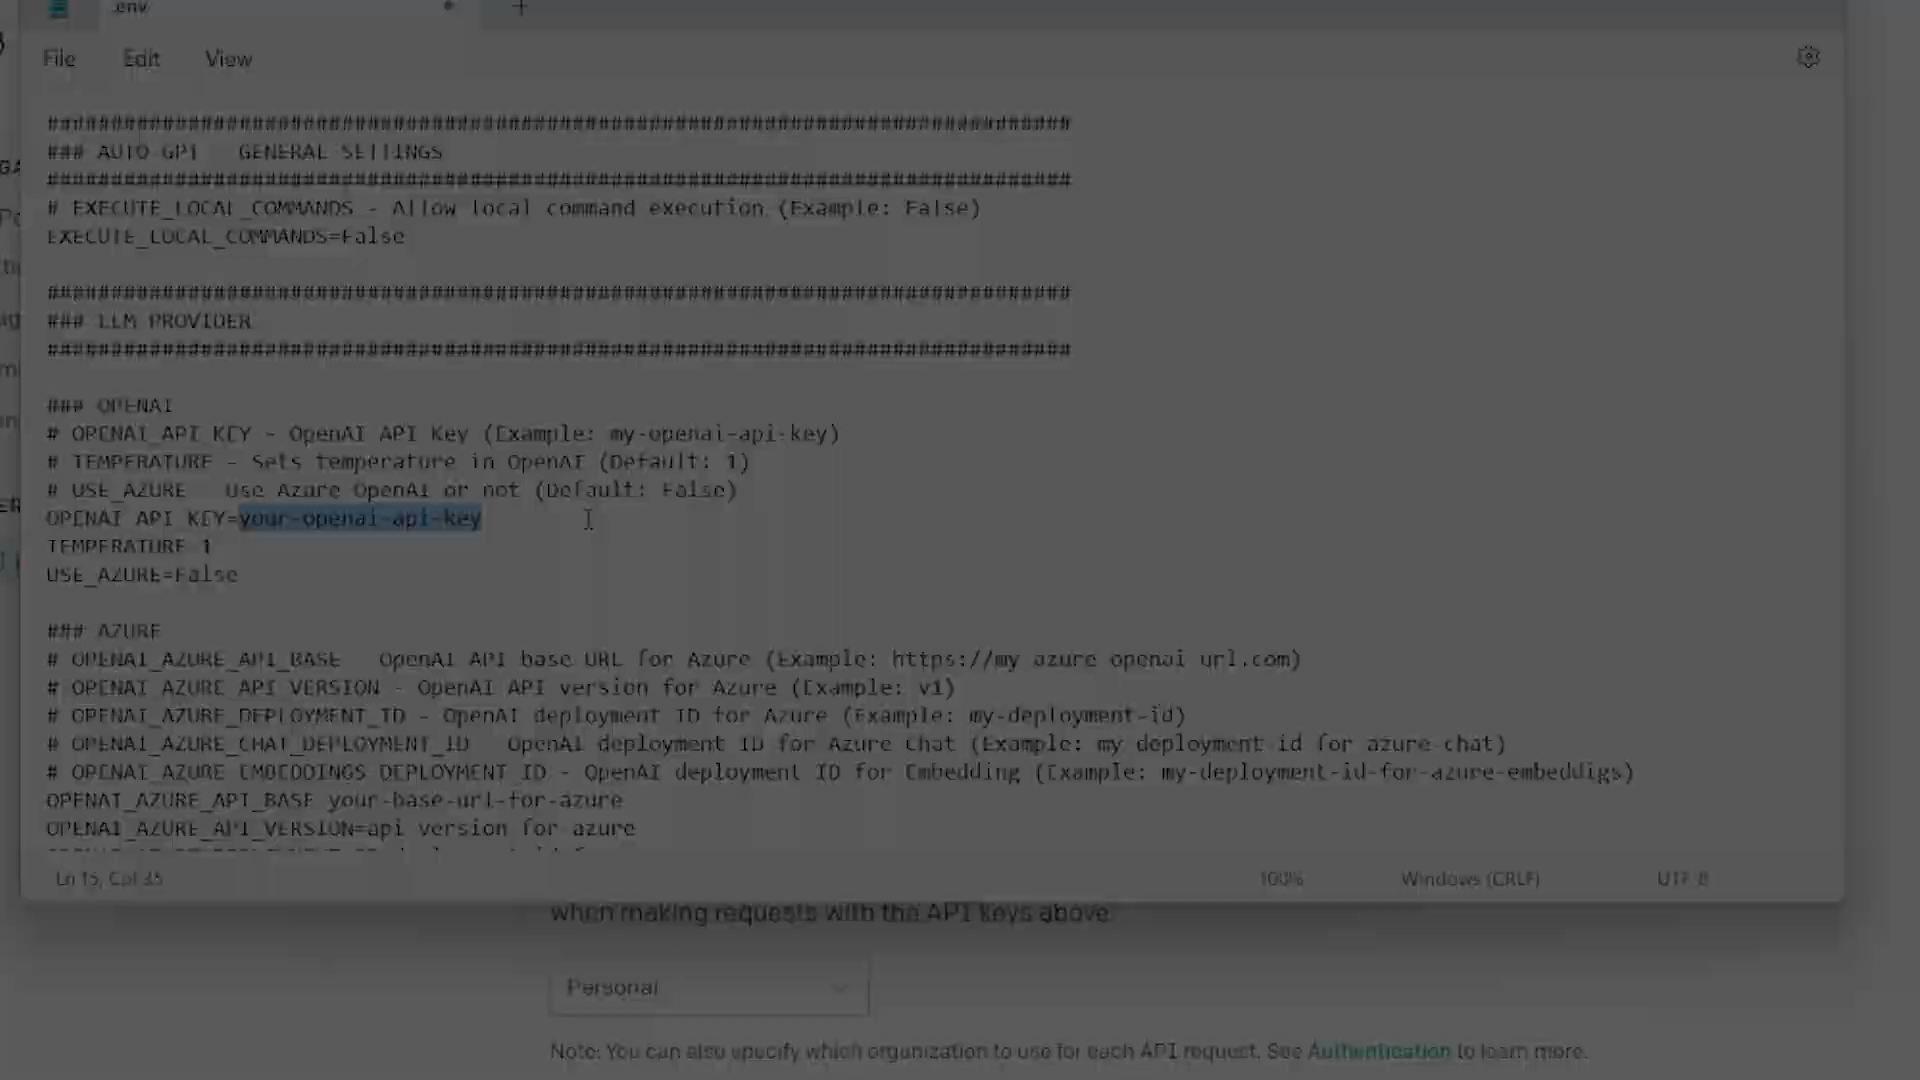 .env
File Edit View
################################################################################
### AUTO-GPT - GENERAL SETTINGS
################################################################################
# EXECUTE_LOCAL_COMMANDS - Allow local command execution (Example: False)
EXECUTE_LOCAL_COMMANDS=False
################################################################################
### LLM PROVIDER
################################################################################
### OPENAI
# OPENAI_API_KEY - OpenAI API Key (Example: my-openai-api-key)
# TEMPERATURE - Sets temperature in OpenAI (Default: 1)
# USE_AZURE - Use Azure OpenAI or not (Default: False)
OPENAI_API_KEY=your-openai-api-key
TEMPERATURE=1
USE_AZURE=False
### AZURE
# OPENAI_AZURE_API_BASE - OpenAI API base URL for Azure (Example: https://my-azure-openai-url.com)
# OPENAI_AZURE_API_VERSION - OpenAI API version for Azure (Example: v1)
# OPENAI_AZURE_DEPLOYMENT_ID - OpenAI deployment ID for Azure (Example: my-deployment-id)
# OPENAI_AZURE_CHAT_DEPLOYMENT_ID - OpenAI deployment ID for Azure Chat (Example: my-deployment-id-for-azure-chat)
# OPENAI_AZURE_EMBEDDINGS_DEPLOYMENT_ID - OpenAI deployment ID for Embedding (Example: my-deployment-id-for-azure-embeddigs)
OPENAI_AZURE_API_BASE=your-base-url-for-azure
OPENAI_AZURE_API_VERSION=api-version-for-azure
Ln 15, Col 35 100% Windows (CRLF) UTF-8
when making requests with the API keys above.
Personal
Note: You can also specify which organization to use for each API request. See Authentication to learn more.